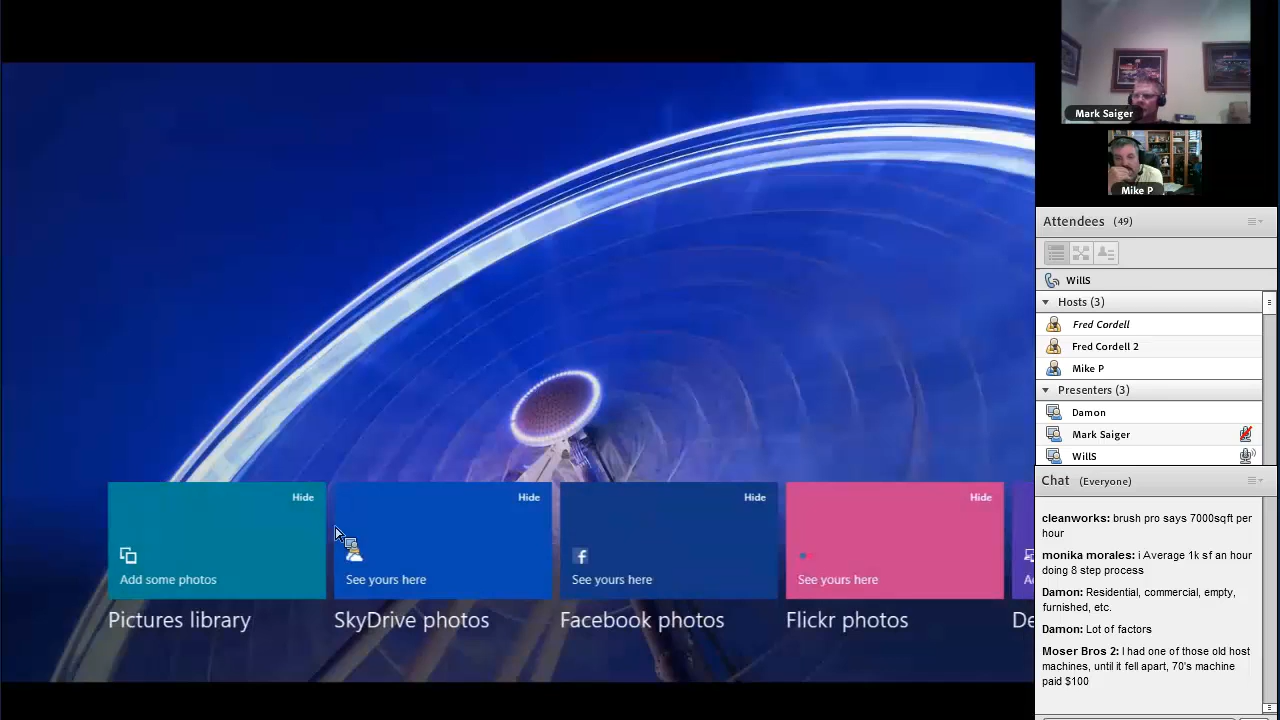 Hide
Add some photos
Pictures library
Hide
See yours here
SkyDrive photos
Hide
f
See yours here
Facebook photos
Hide
See yours here
Flickr photos
Mark Saiger
Mike P
Attendees (49)
WillS
Hosts (3)
Fred Cordell
Fred Cordell 2
Mike P
Presenters (3)
Damon
Mark Saiger
WillS
Chat (Everyone)
cleanworks: brush pro says 7000sqft per
hour
monika morales: i Average 1k sf an hour
doing 8 step process
Damon: Residential, commercial, empty,
furnished, etc.
Damon: Lot of factors
Moser Bros 2: I had one of those old host
machines, until it fell apart, 70's machine
paid $100